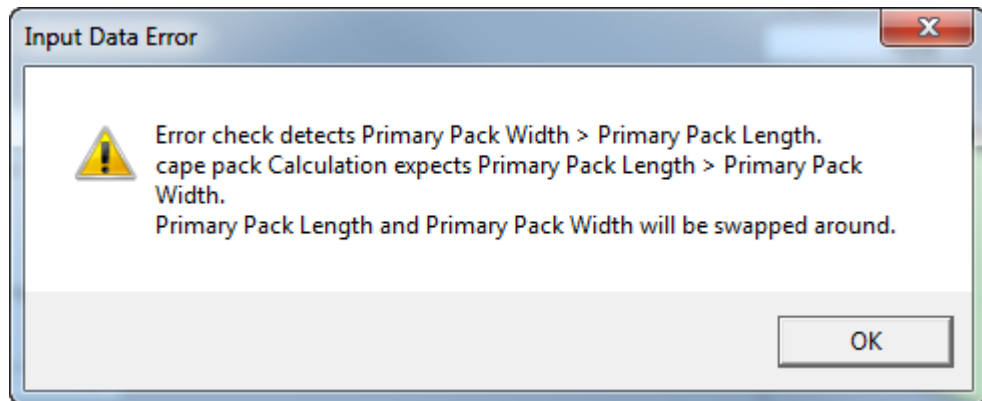 Input Data Error
Error check detects Primary Pack Width > Primary Pack Length.
cape pack Calculation expects Primary Pack Length > Primary Pack
Width.
Primary Pack Length and Primary Pack Width will be swapped around.
OK